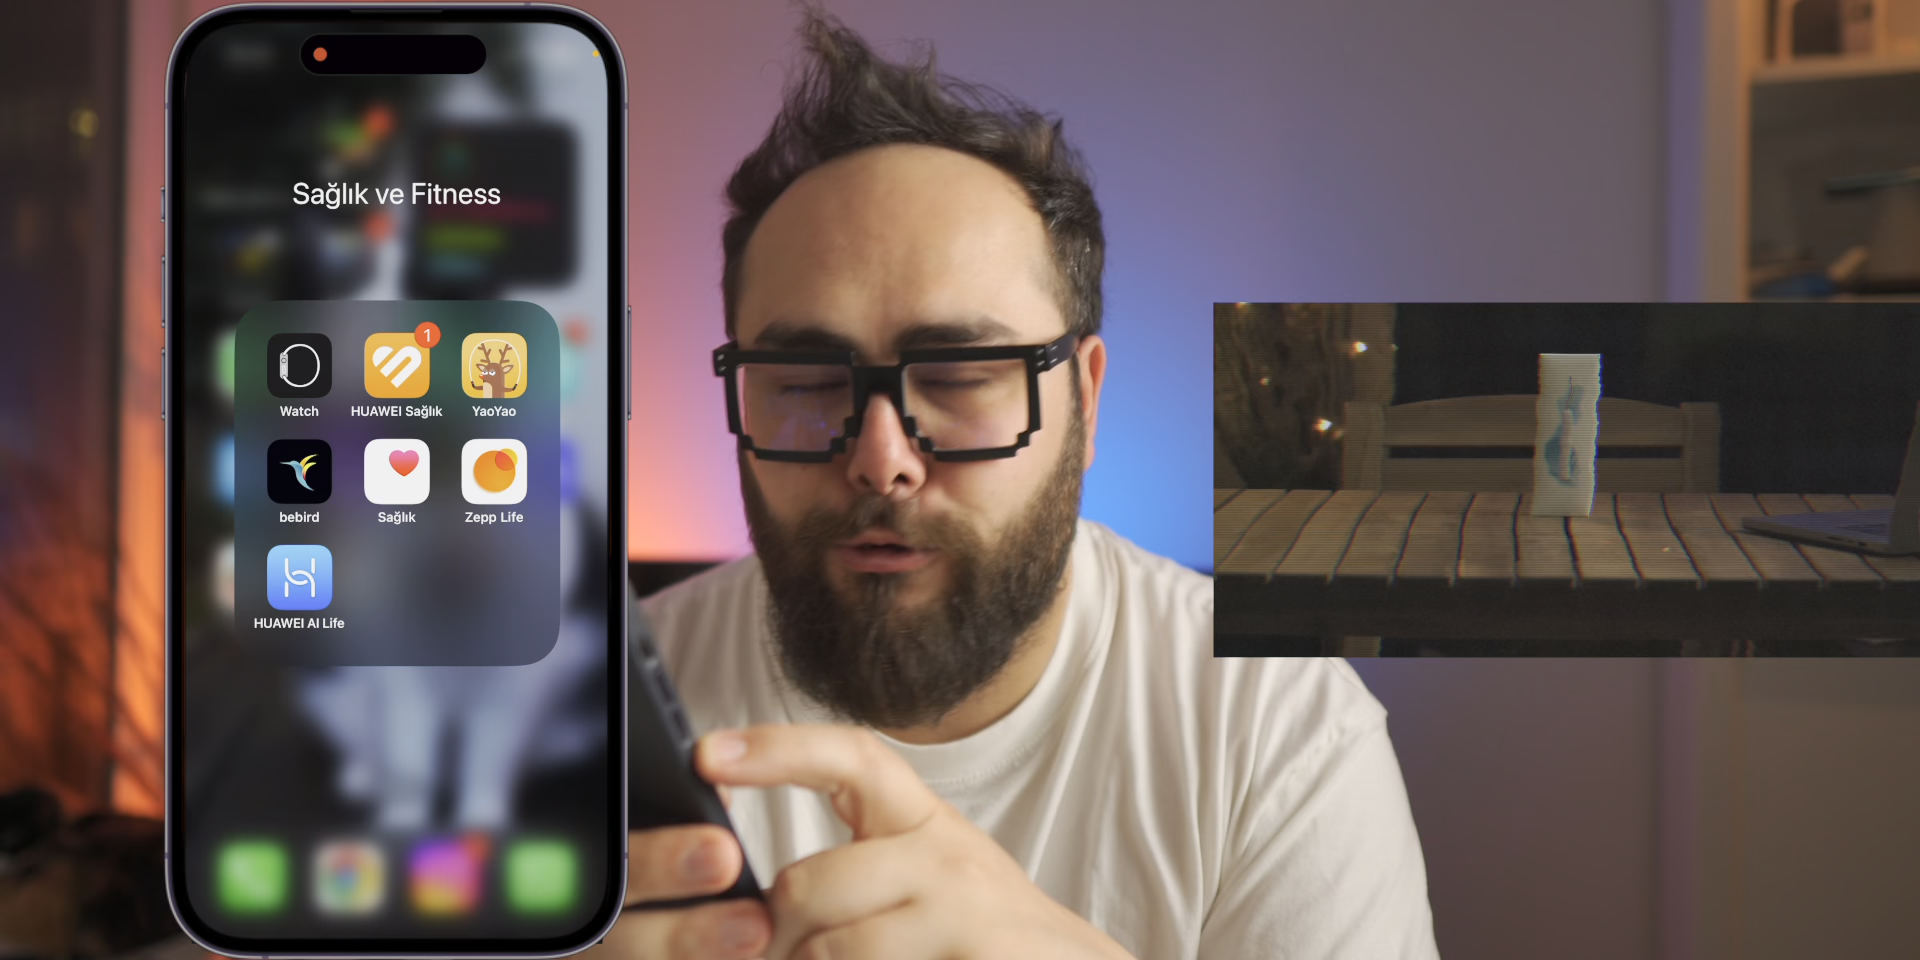 Sağlık ve Fitness
1
Watch
HUAWEI Sağlık
YaoYao
bebird
Sağlık
Zepp Life
HUAWEI AI Life